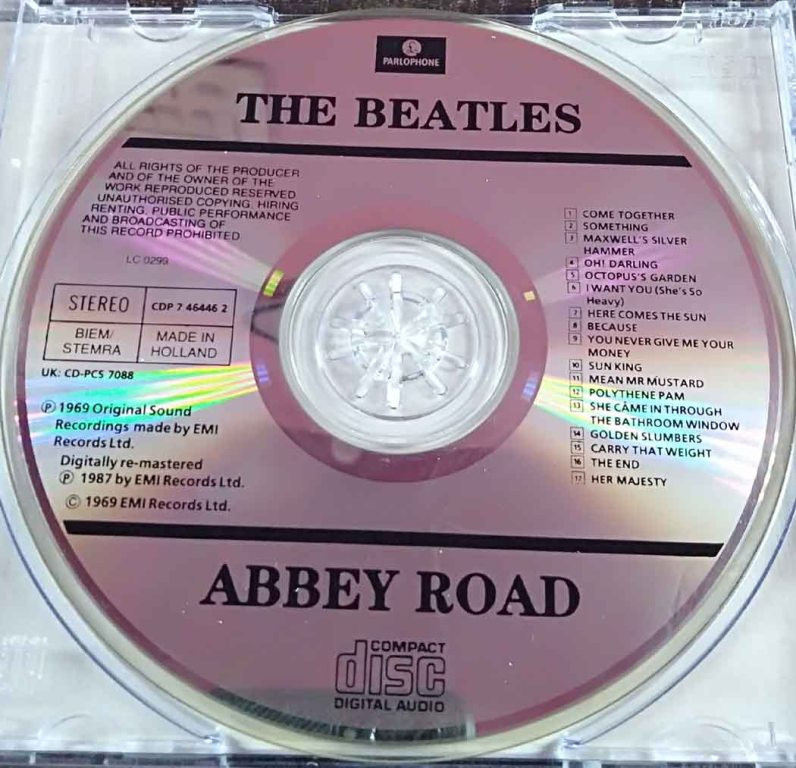 PARLOPHONE
THE BEATLES
ALL RIGHTS OF THE PRODUCER
AND OF THE OWNER OF THE
WORK REPRODUCED RESERVED
UNAUTHORISED COPYING, HIRING
RENTING, PUBLIC PERFORMANCE
AND BROADCASTING OF
THIS RECORD PROHIBITED
LC 0299
STEREO CDP 7 46446 2
BIEM/ MADE IN
STEMRA HOLLAND
UK: CD-PCS 7088
Ⓟ 1969 Original Sound
Recordings made by EMI
Records Ltd.
Digitally re-mastered
Ⓟ 1987 by EMI Records Ltd.
© 1969 EMI Records Ltd.
1 COME TOGETHER
2 SOMETHING
3 MAXWELL'S SILVER
HAMMER
4 OH! DARLING
5 OCTOPUS'S GARDEN
6 I WANT YOU (She's So
Heavy)
7 HERE COMES THE SUN
8 BECAUSE
9 YOU NEVER GIVE ME YOUR
MONEY
10 SUN KING
11 MEAN MR MUSTARD
12 POLYTHENE PAM
13 SHE CAME IN THROUGH
THE BATHROOM WINDOW
14 GOLDEN SLUMBERS
15 CARRY THAT WEIGHT
16 THE END
17 HER MAJESTY
ABBEY ROAD
COMPACT
disc
DIGITAL AUDIO